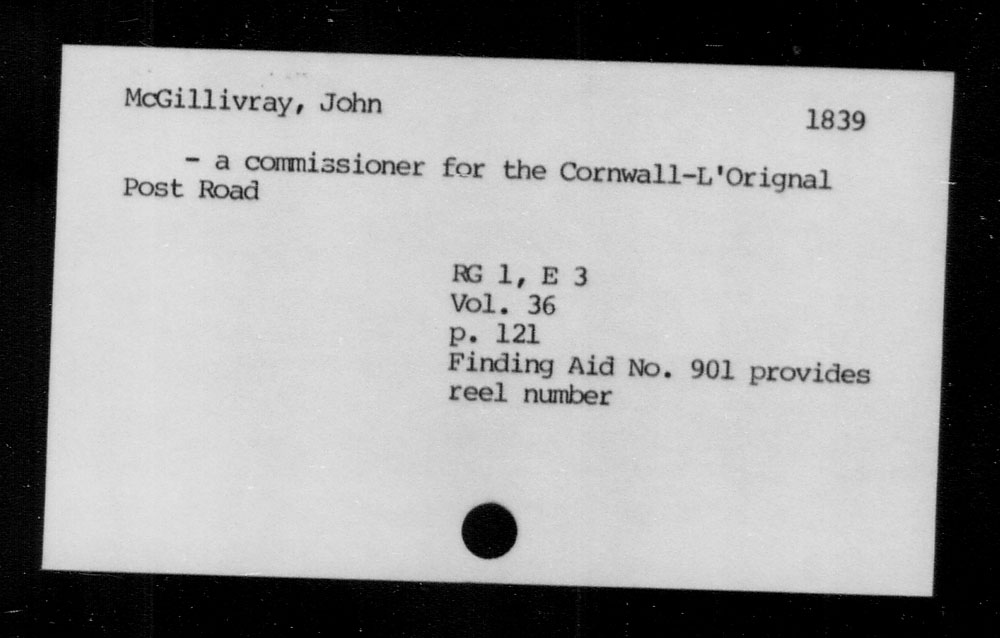 McGillivray, John
1839
- a commissioner for the Cornwall-L'Orignal
Post Road
RG 1, E 3
Vol. 36
p. 121
Finding Aid No. 901 provides
reel number